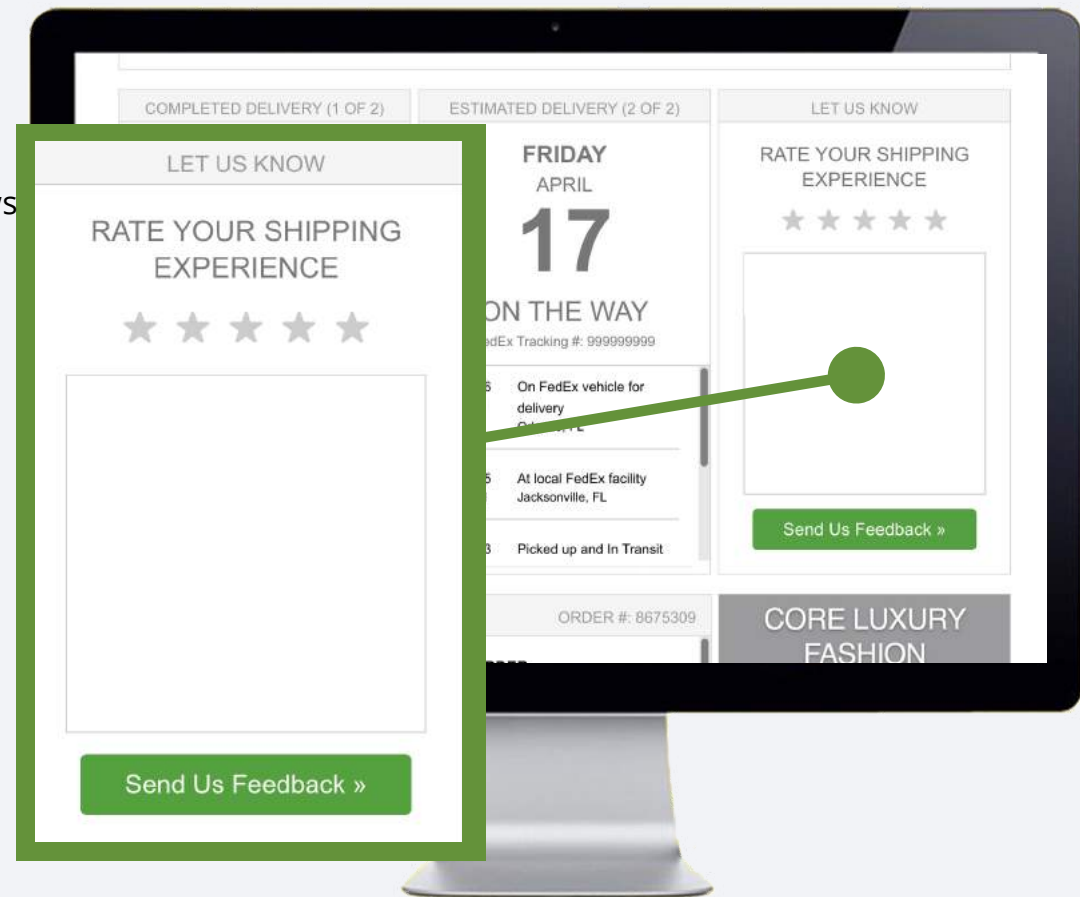 COMPLETED DELIVERY (1 OF 2)
ESTIMATED DELIVERY (2 OF 2)
LET US KNOW
LET US KNOW
RATE YOUR SHIPPING
EXPERIENCE
Send Us Feedback »
FRIDAY
APRIL
17
ON THE WAY
Tracking #: 999999999
On FedEx vehicle for
delivery
FL
At local FedEx facility
Jacksonville, FL
Picked up and In Transit
RATE YOUR SHIPPING
EXPERIENCE
Send Us Feedback »
ORDER #: 8675309
CORE LUXURY
FASHION